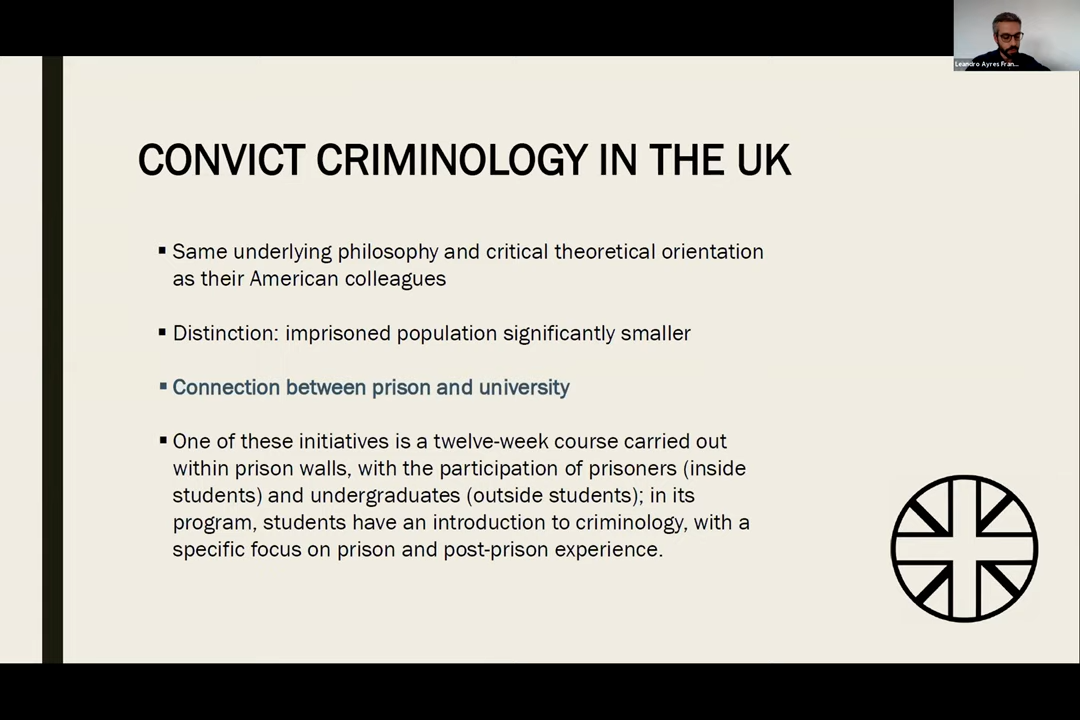 Leandro Ayres Fran...
CONVICT CRIMINOLOGY IN THE UK
▪ Same underlying philosophy and critical theoretical orientation
as their American colleagues
▪ Distinction: imprisoned population significantly smaller
▪ Connection between prison and university
▪ One of these initiatives is a twelve-week course carried out
within prison walls, with the participation of prisoners (inside
students) and undergraduates (outside students); in its
program, students have an introduction to criminology, with a
specific focus on prison and post-prison experience.